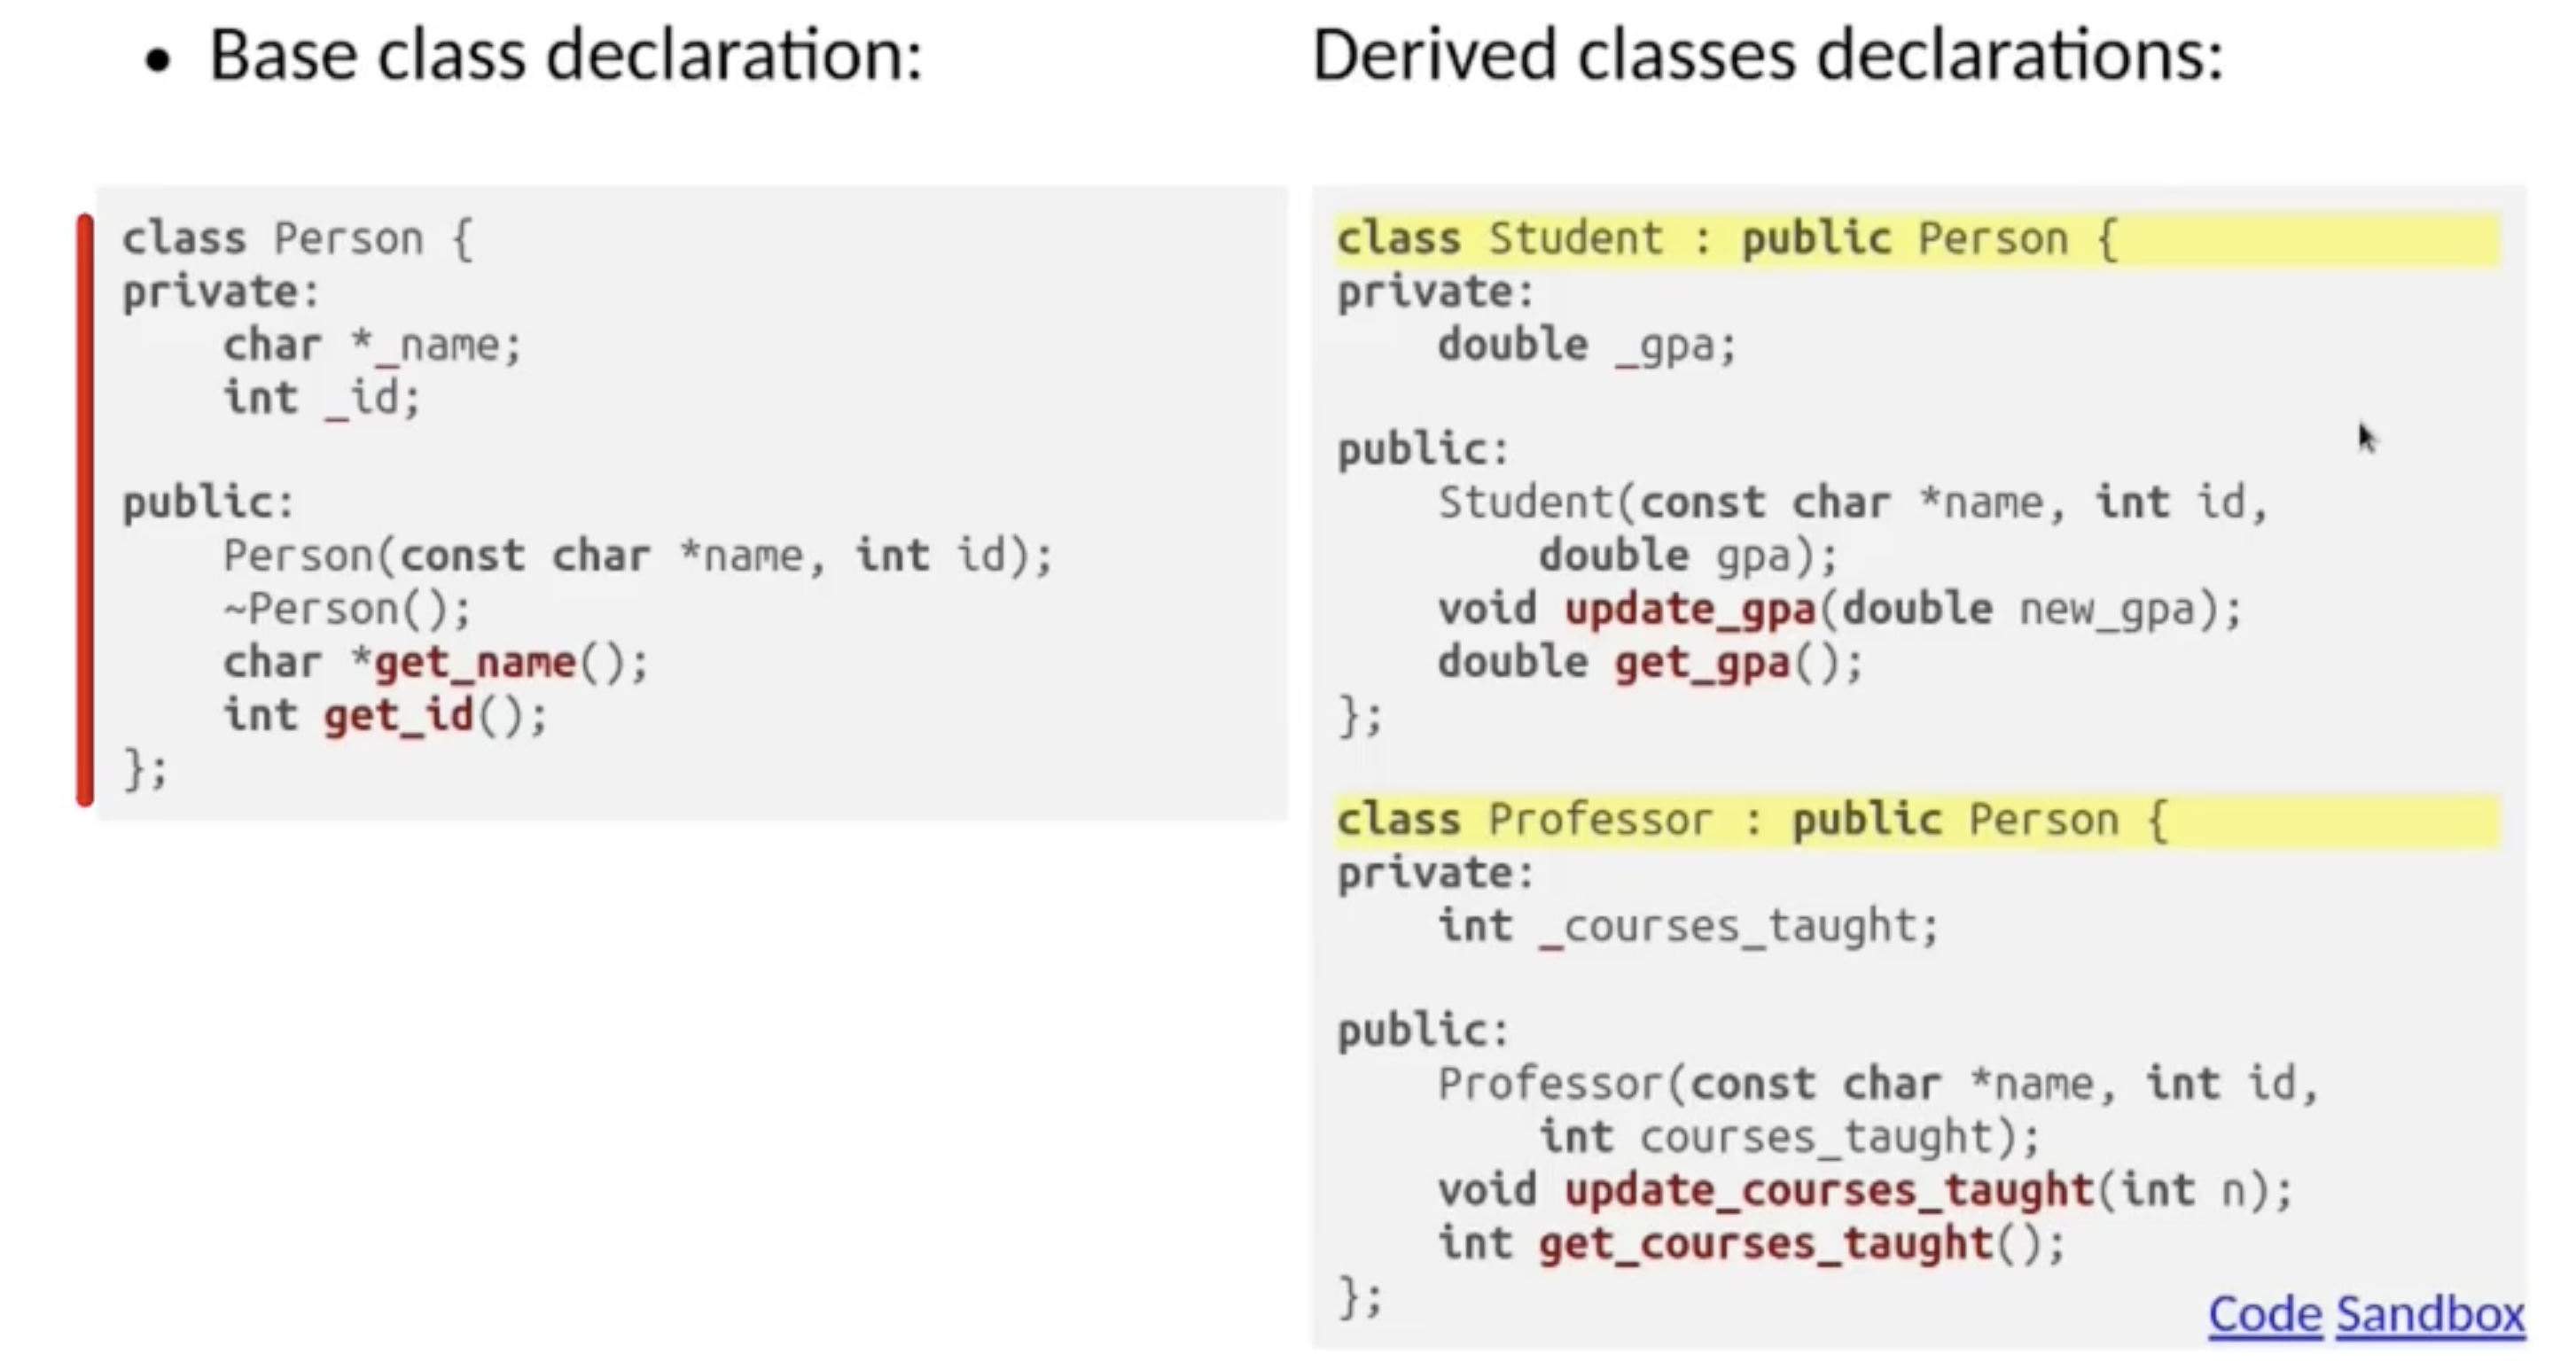 • Base class declaration:
class Person {
private:
    char *_name;
    int _id;

public:
    Person(const char *name, int id);
    ~Person();
    char *get_name();
    int get_id();
};
Derived classes declarations:
class Student : public Person {
private:
    double _gpa;

public:
    Student(const char *name, int id,
        double gpa);
    void update_gpa(double new_gpa);
    double get_gpa();
};

class Professor : public Person {
private:
    int _courses_taught;

public:
    Professor(const char *name, int id,
        int courses_taught);
    void update_courses_taught(int n);
    int get_courses_taught();
};
Code Sandbox